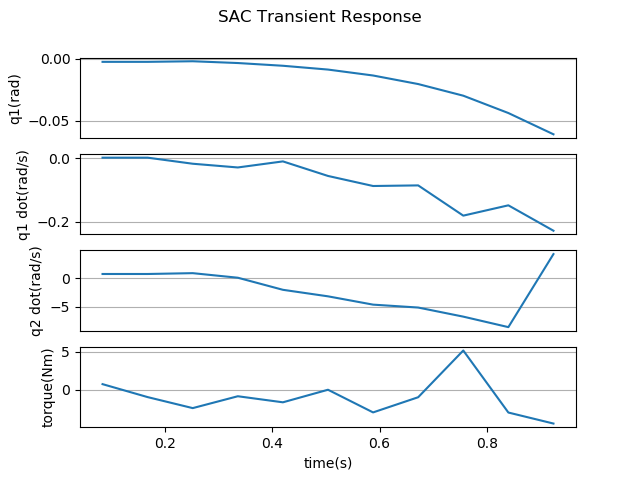 SAC Transient Response
0.00
−0.05
q1(rad)
0.0
−0.2
q1 dot(rad/s)
0
−5
q2 dot(rad/s)
5
0
torque(Nm)
0.2 0.4 0.6 0.8
time(s)